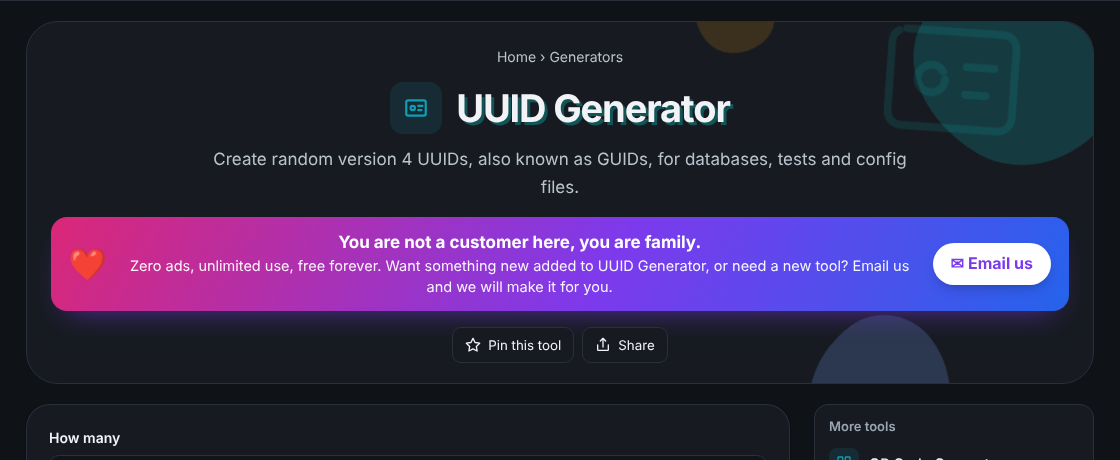 Home › Generators
UUID Generator
Create random version 4 UUIDs, also known as GUIDs, for databases, tests and config
files.
You are not a customer here, you are family.
Zero ads, unlimited use, free forever. Want something new added to UUID Generator, or need a new tool? Email us
and we will make it for you.
✉ Email us
Pin this tool
Share
How many
More tools